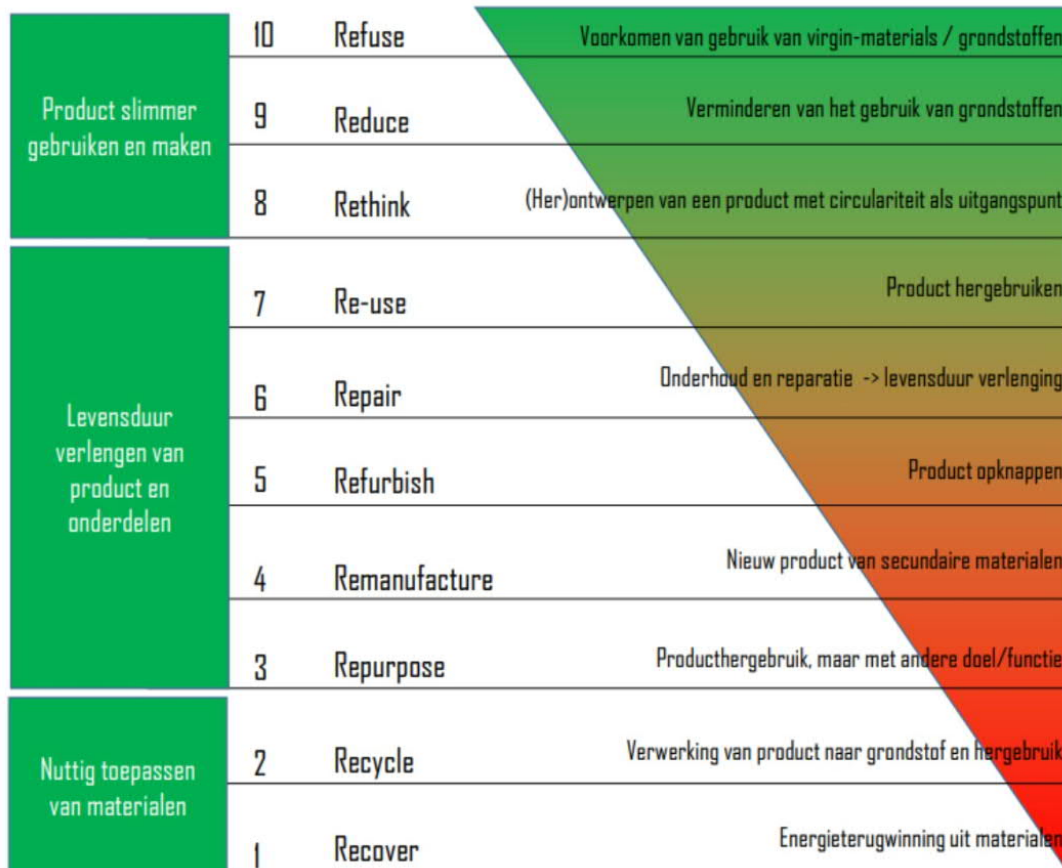 Product slimmer
gebruiken en maken
10 Refuse Voorkomen van gebruik van virgin-materials / grondstoffen
9 Reduce Verminderen van het gebruik van grondstoffen
8 Rethink (Her)ontwerpen van een product met circulariteit als uitgangspunt
Levensduur
verlengen van
product en
onderdelen
7 Re-use Product hergebruiken
6 Repair Onderhoud en reparatie -> levensduur verlenging
5 Refurbish Product opknappen
4 Remanufacture Nieuw product van secundaire materialen
3 Repurpose Producthergebruik, maar met andere doel/functie
Nuttig toepassen
van materialen
2 Recycle Verwerking van product naar grondstof en hergebruik
1 Recover Energieterugwinning uit materialen